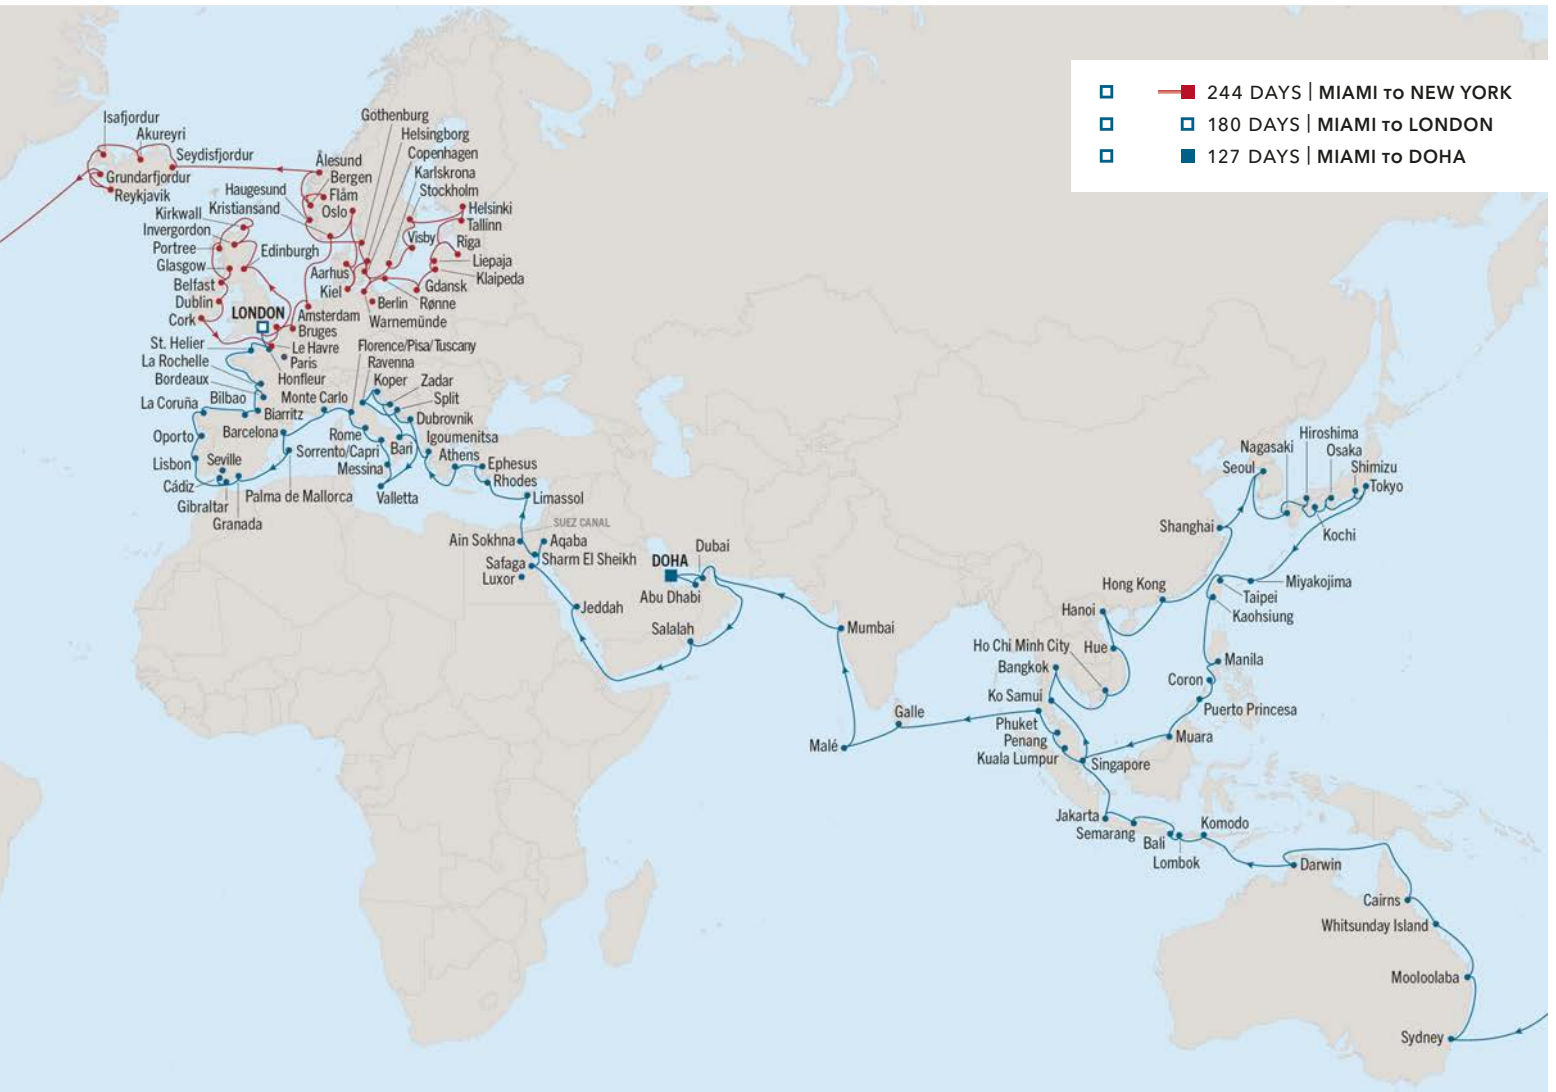 244 DAYS | MIAMI TO NEW YORK
180 DAYS | MIAMI TO LONDON
127 DAYS | MIAMI TO DOHA
Isafjordur
Akureyri
Seydisfjordur
Grundarfjordur
Reykjavik
Gothenburg
Helsingborg
Copenhagen
Karlskrona
Stockholm
Ålesund
Bergen
Flåm
Haugesund
Oslo
Kristiansand
Helsinki
Tallinn
Visby
Riga
Liepaja
Klaipeda
Kirkwall
Invergordon
Portree
Edinburgh
Glasgow
Belfast
Dublin
Cork
Aarhus
Kiel
Gdansk
Berlin
Rønne
Warnemünde
LONDON
Amsterdam
Bruges
St. Helier
Le Havre
Paris
La Rochelle
Honfleur
Bordeaux
Florence/Pisa/Tuscany
Ravenna
Koper
Zadar
Split
Dubrovnik
La Coruña
Bilbao
Monte Carlo
Biarritz
Oporto
Barcelona
Rome
Bari
Igoumenitsa
Athens
Lisbon
Seville
Sorrento/Capri
Messina
Ephesus
Rhodes
Cádiz
Palma de Mallorca
Valletta
Limassol
Gibraltar
Granada
SUEZ CANAL
Ain Sokhna
Aqaba
Safaga
Sharm El Sheikh
Luxor
DOHA
Dubai
Abu Dhabi
Jeddah
Salalah
Mumbai
Galle
Malé
Nagasaki
Hiroshima
Osaka
Seoul
Shimizu
Tokyo
Shanghai
Kochi
Hong Kong
Miyakojima
Taipei
Kaohsiung
Hanoi
Ho Chi Minh City
Hue
Bangkok
Manila
Coron
Ko Samui
Puerto Princesa
Phuket
Penang
Muara
Kuala Lumpur
Singapore
Jakarta
Semarang
Komodo
Bali
Lombok
Darwin
Cairns
Whitsunday Island
Mooloolaba
Sydney